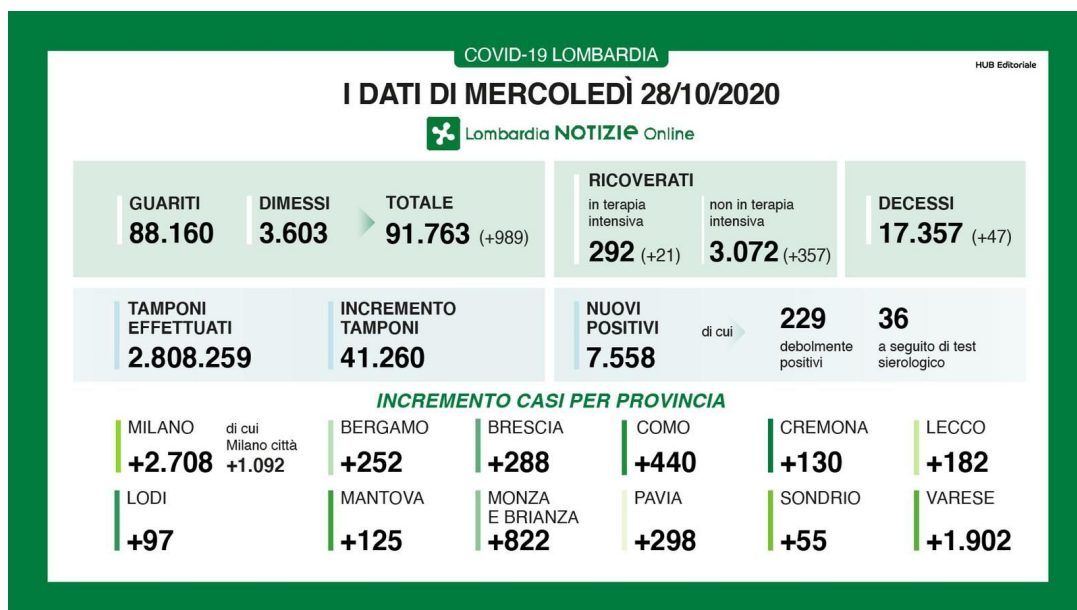 COVID-19 LOMBARDIA
HUB Editoriale
I DATI DI MERCOLEDÌ 28/10/2020
Lombardia NOTIZIE Online
GUARITI
88.160
DIMESSI
3.603
TOTALE
91.763 (+989)
RICOVERATI
in terapia
intensiva
292 (+21)
non in terapia
intensiva
3.072 (+357)
DECESSI
17.357 (+47)
TAMPONI
EFFETTUATI
2.808.259
INCREMENTO
TAMPONI
41.260
NUOVI
POSITIVI
7.558
di cui
229
debolmente
positivi
36
a seguito di test
sierologico
INCREMENTO CASI PER PROVINCIA
MILANO
+2.708
di cui
Milano città
+1.092
BERGAMO
+252
BRESCIA
+288
COMO
+440
CREMONA
+130
LECCO
+182
LODI
+97
MANTOVA
+125
MONZA
E BRIANZA
+822
PAVIA
+298
SONDRIO
+55
VARESE
+1.902